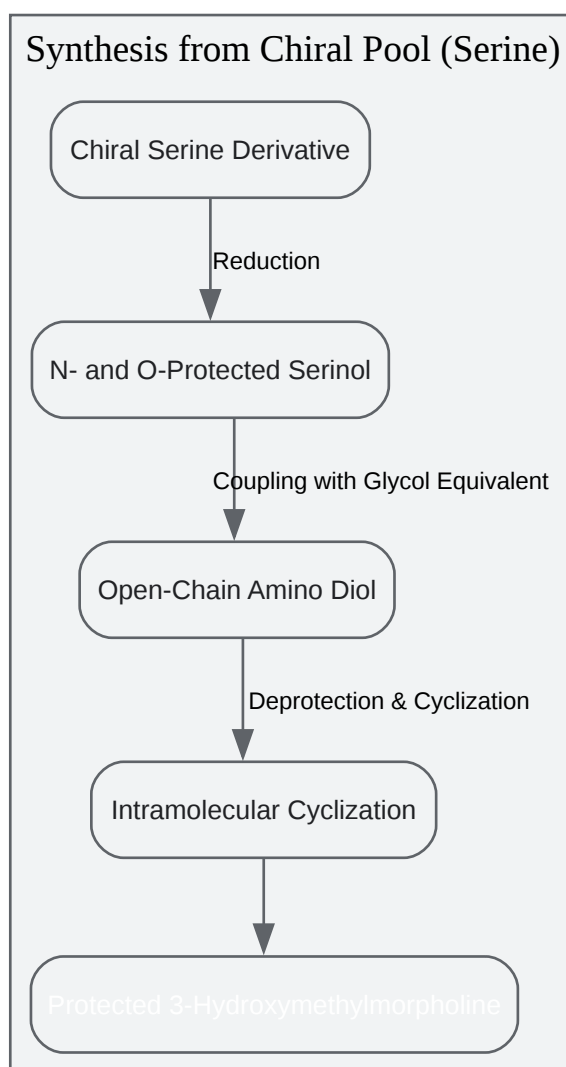 Synthesis from Chiral Pool (Serine)
Chiral Serine Derivative
Reduction
N- and O-Protected Serinol
Coupling with Glycol Equivalent
Open-Chain Amino Diol
Deprotection & Cyclization
Intramolecular Cyclization
Protected 3-Hydroxymethylmorpholine